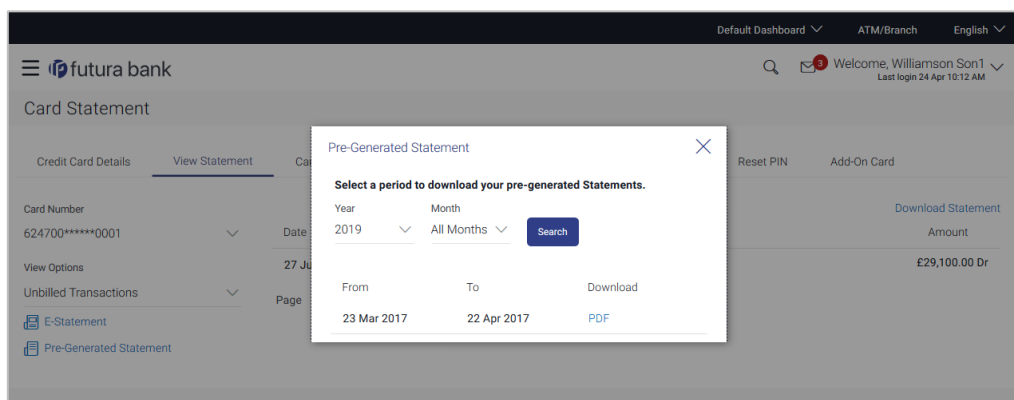 Default Dashboard ATM/Branch English
futura bank 3 Welcome, Williamson Son1
Last login 24 Apr 10:12 AM
Card Statement
Credit Card Details View Statement Reset PIN Add-On Card
Pre-Generated Statement
Select a period to download your pre-generated Statements.
Year Month
2019 All Months Search
From To Download
23 Mar 2017 22 Apr 2017 PDF
Card Number
624700******0001
View Options
Unbilled Transactions
E-Statement
Pre-Generated Statement
Download Statement
Date Amount
27 Ju £29,100.00 Dr
Page